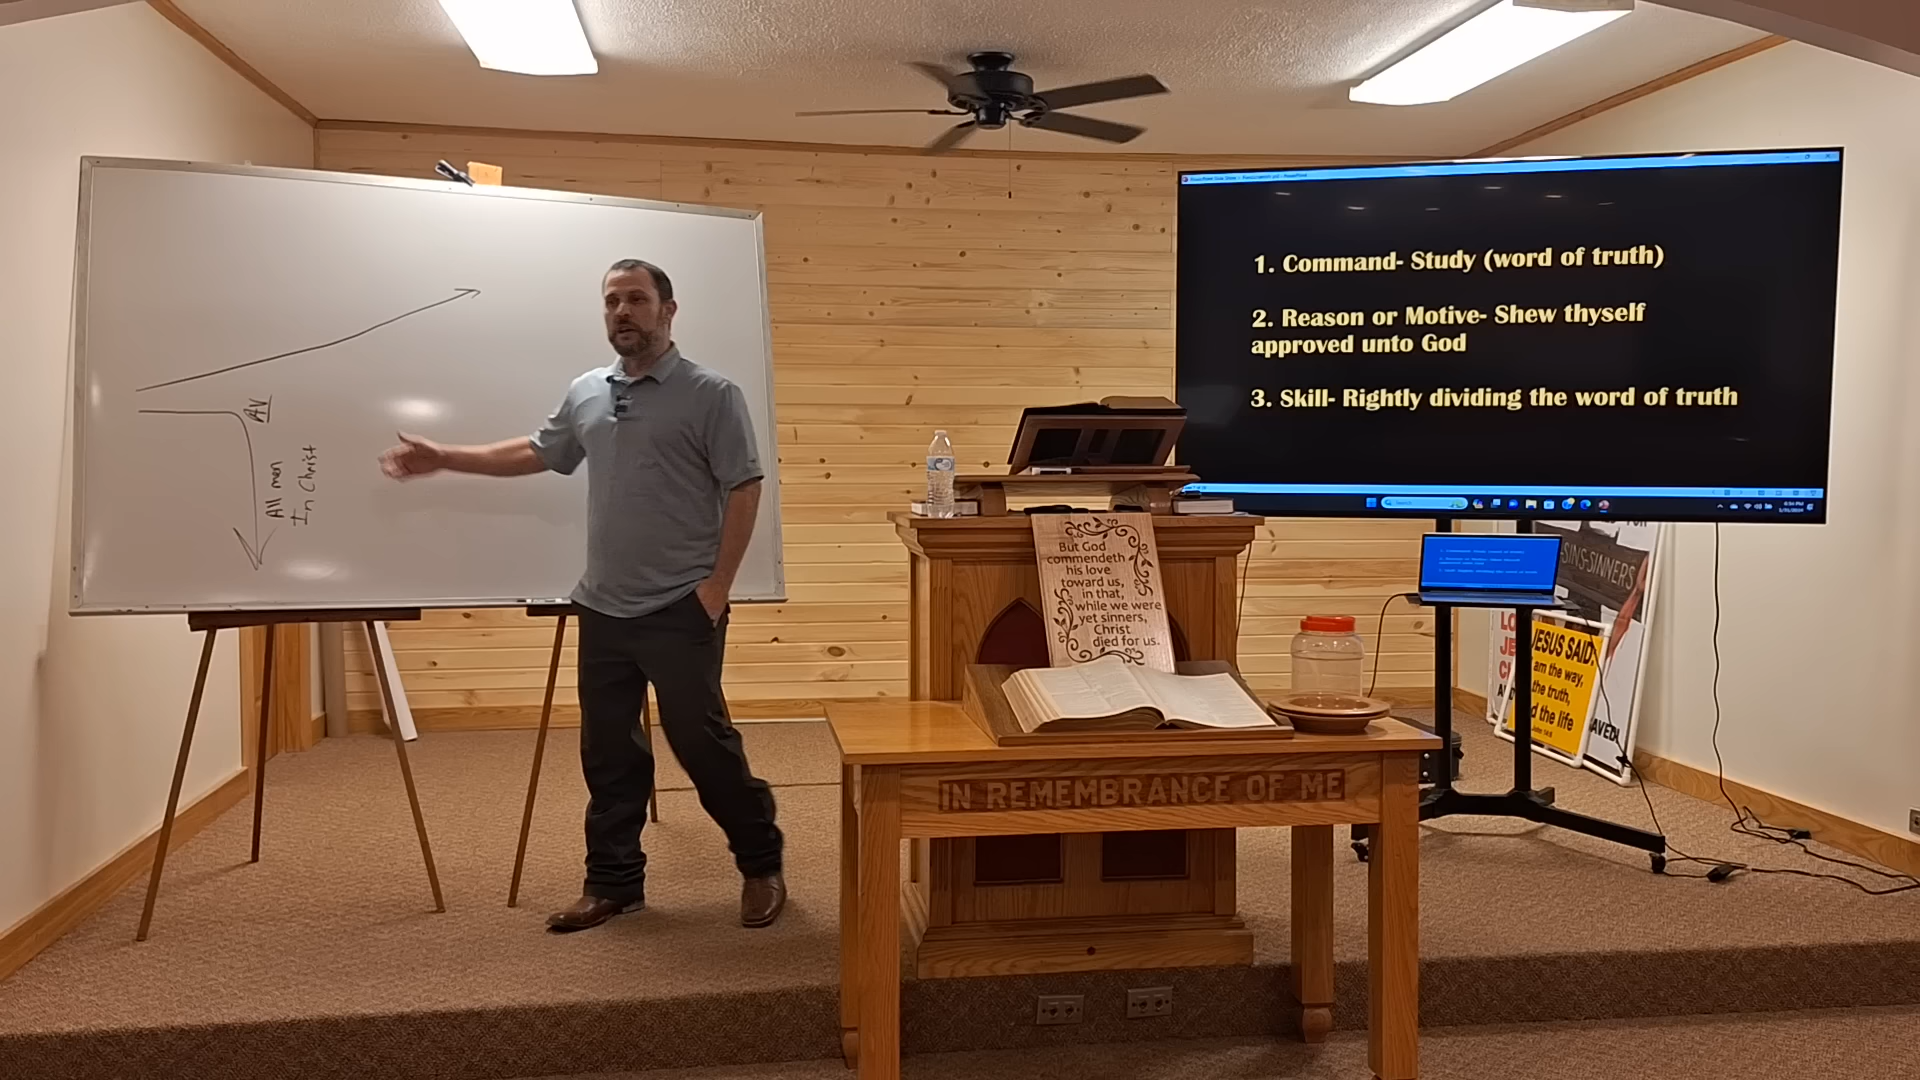 AV
All men
In Christ
1. Command- Study (word of truth)
2. Reason or Motive- Shew thyself
approved unto God
3. Skill- Rightly dividing the word of truth
But God
commendeth
his love
toward us,
in that,
while we were
yet sinners,
Christ
died for us.
IN REMEMBRANCE OF ME
SINS-SINNERS
JESUS SAID:
am the way,
the truth,
d the life
AVED!